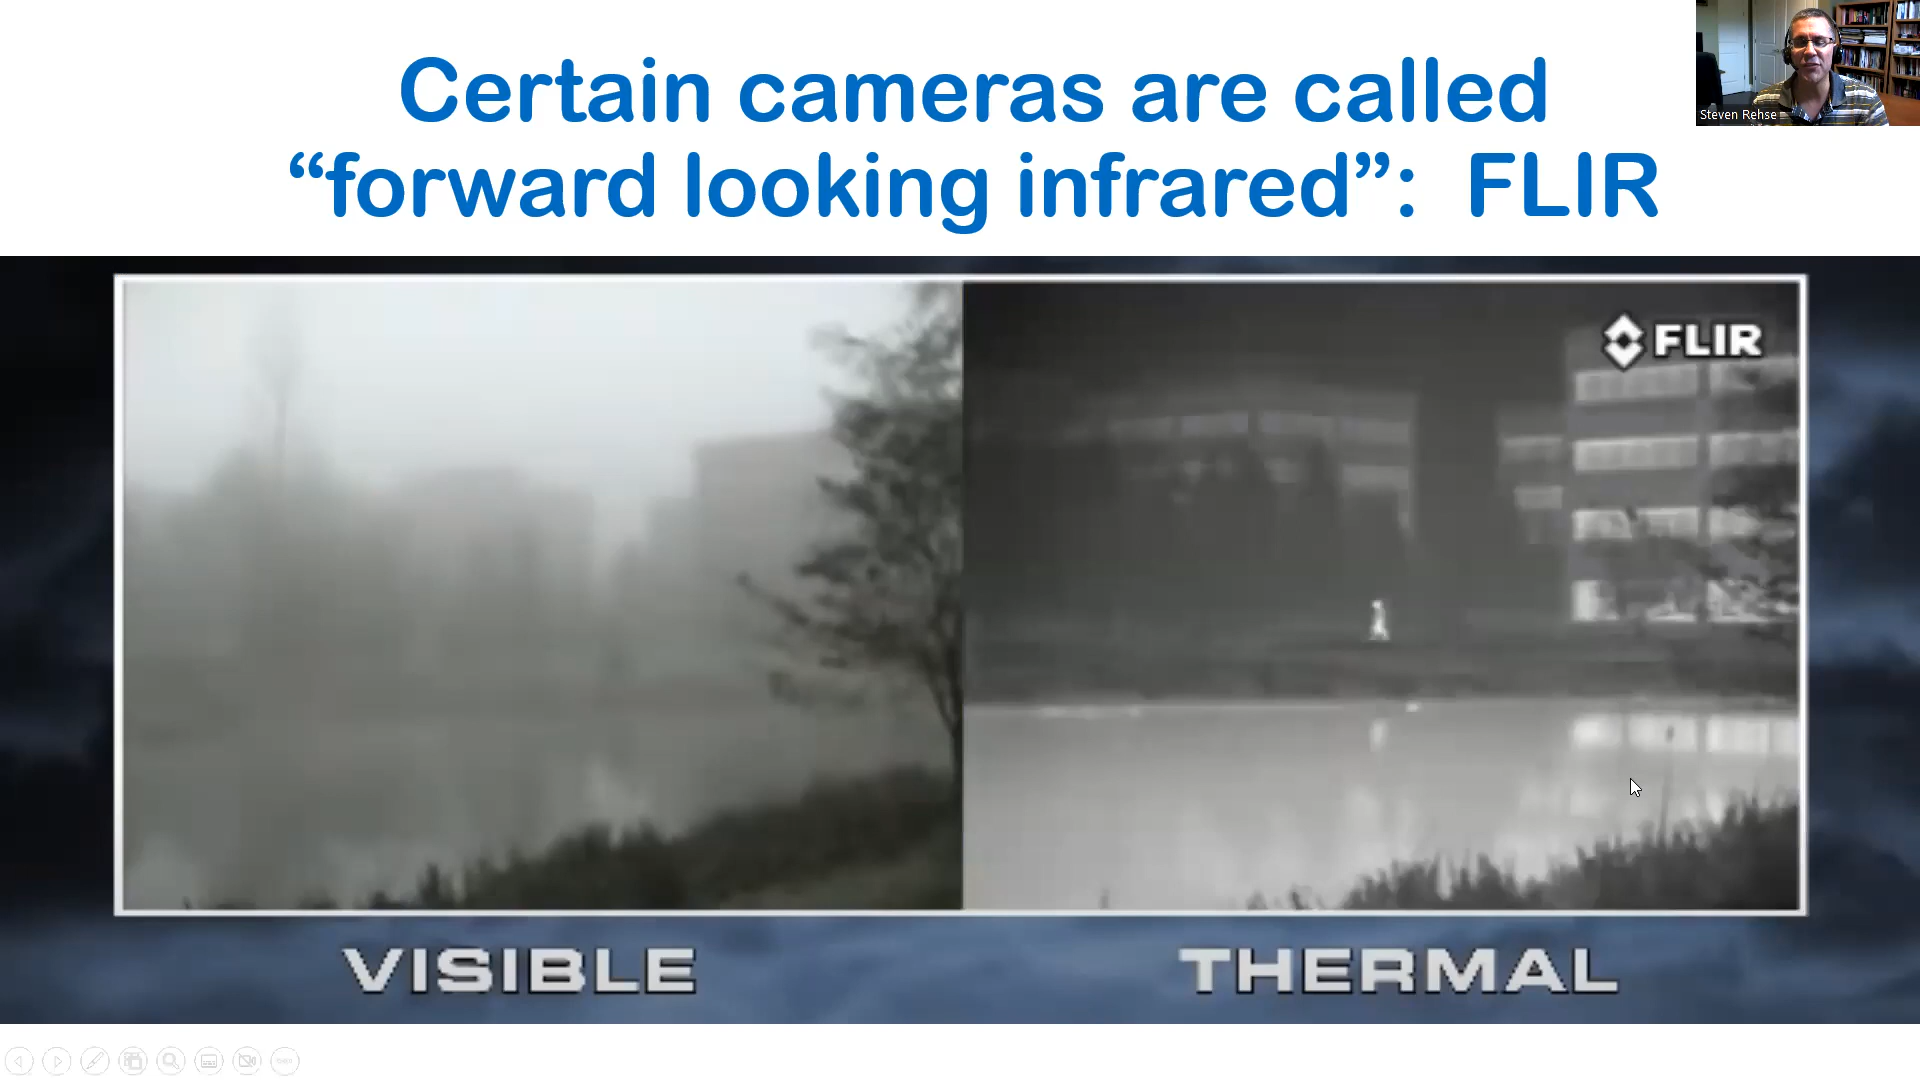 Certain cameras are called
“forward looking infrared”:  FLIR
Steven Rehse
FLIR
VISIBLE
THERMAL